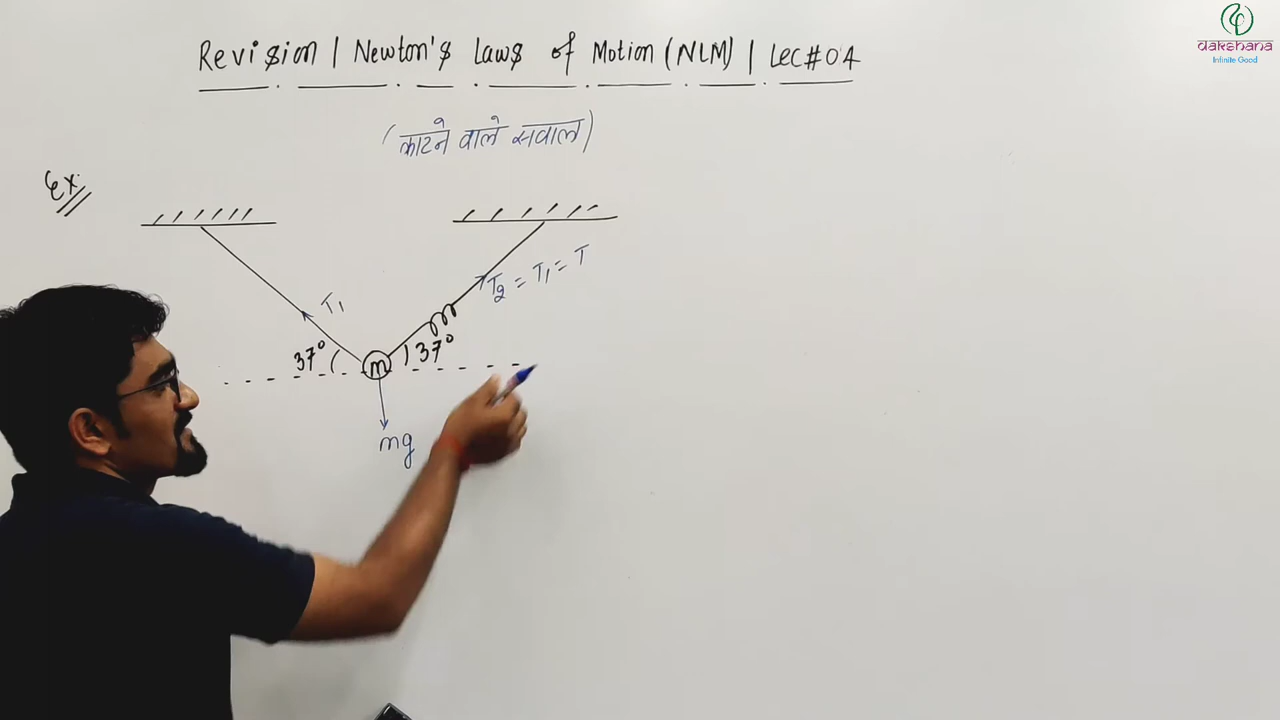 Revision | Newton's Laws of Motion (NLM) | Lec#04
dakshana
Infinite Good
(काटने वाले सवाल)
Ex.
T₁
T₂ = T₁ = T
37°
m
37°
mg